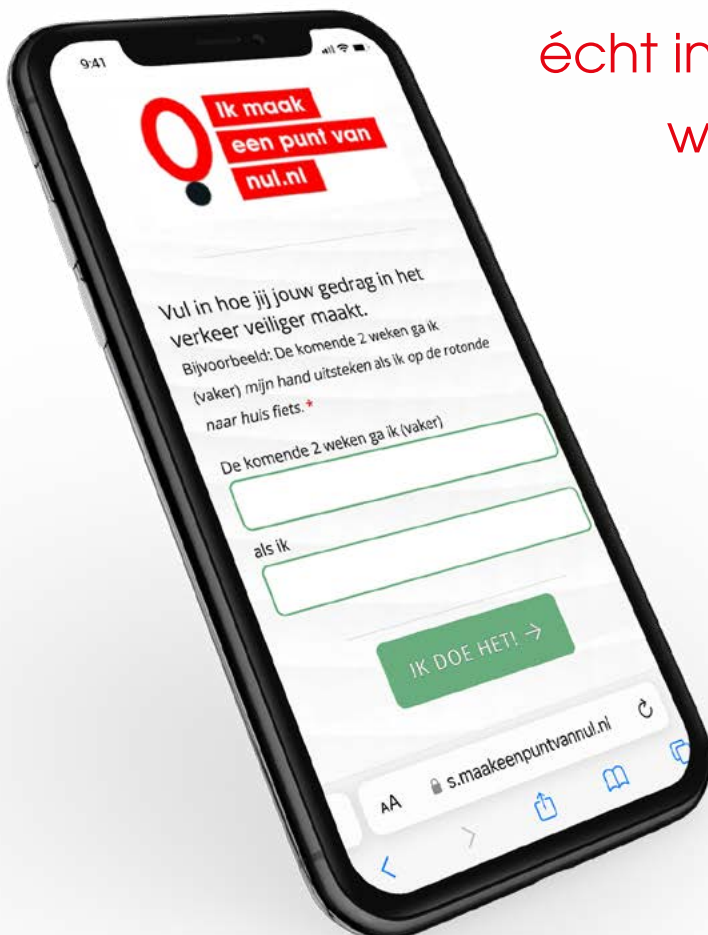 écht in
w
9:41
Ik maak
een punt van
nul.nl
Vul in hoe jij jouw gedrag in het
verkeer veiliger maakt.
Bijvoorbeeld: De komende 2 weken ga ik
(vaker) mijn hand uitsteken als ik op de rotonde
naar huis fiets. *
De komende 2 weken ga ik (vaker)
als ik
IK DOE HET! →
AA s.maakeenpuntvannul.nl